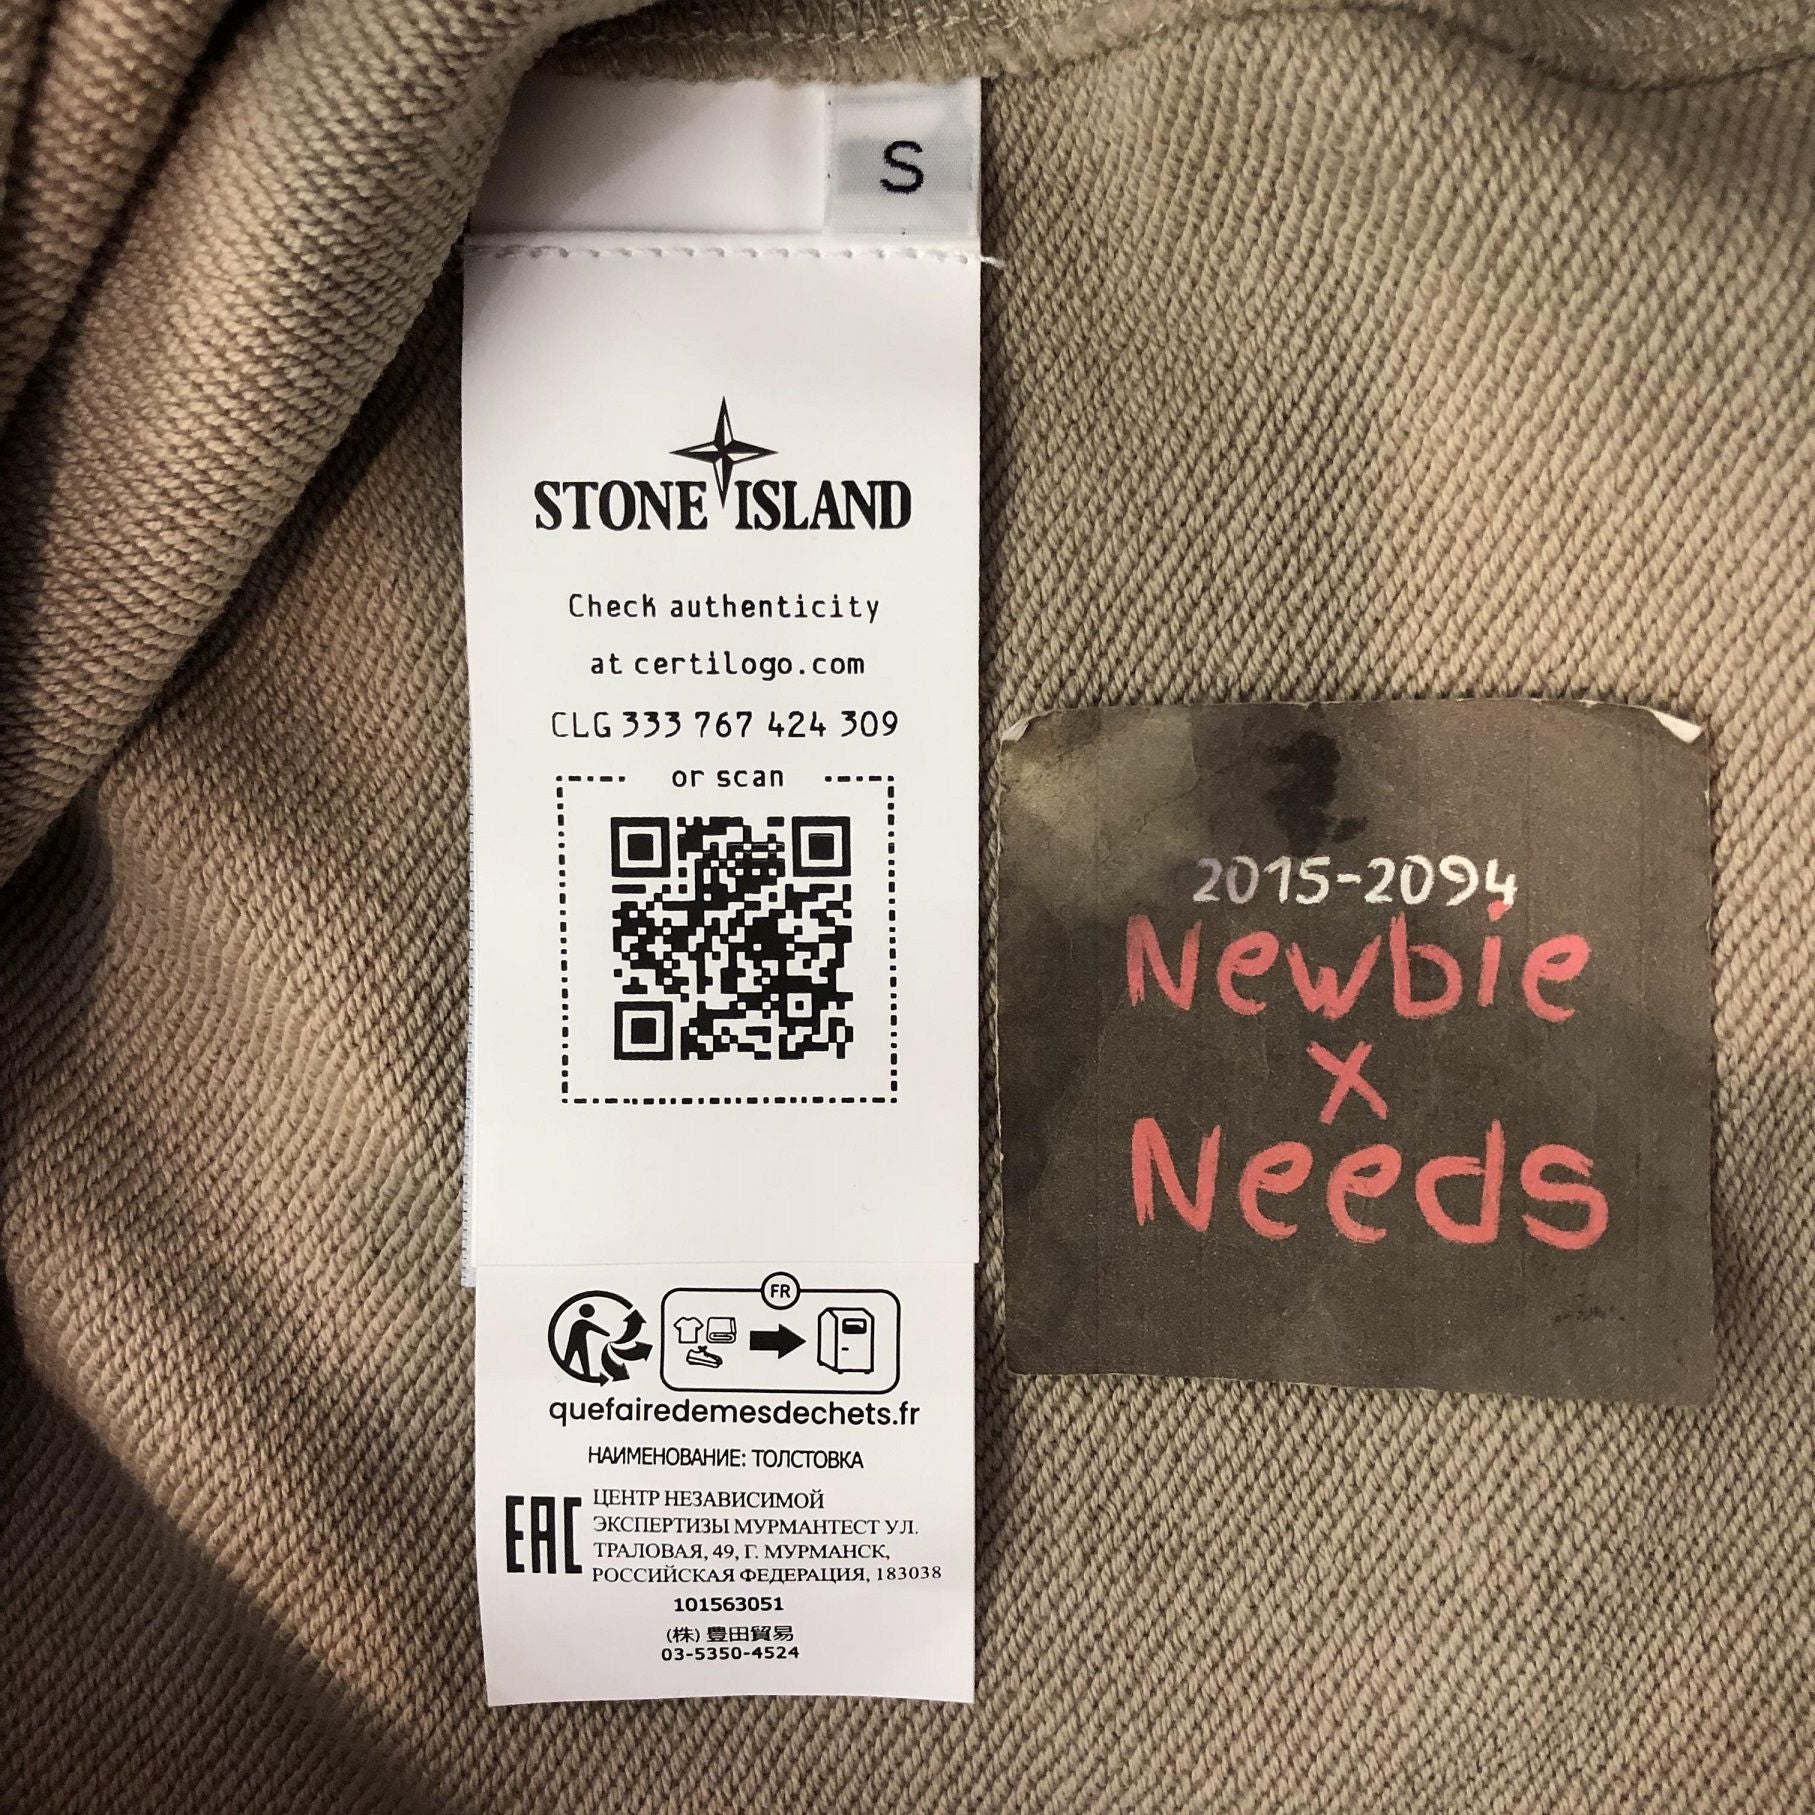 S
STONE ISLAND
Check authenticity
at certilogo.com
CLG 333 767 424 309
or scan
FR
quefairedemesdechets.fr
НАИМЕНОВАНИЕ: ТОЛСТОВКА
EAC
ЦЕНТР НЕЗАВИСИМОЙ
ЭКСПЕРТИЗЫ МУРМАНТЕСТ УЛ.
ТРАЛОВАЯ, 49, Г. МУРМАНСК,
РОССИЙСКАЯ ФЕДЕРАЦИЯ, 183038
101563051
(株) 豊田貿易
03-5350-4524
2015-2094
Newbie
x
Needs